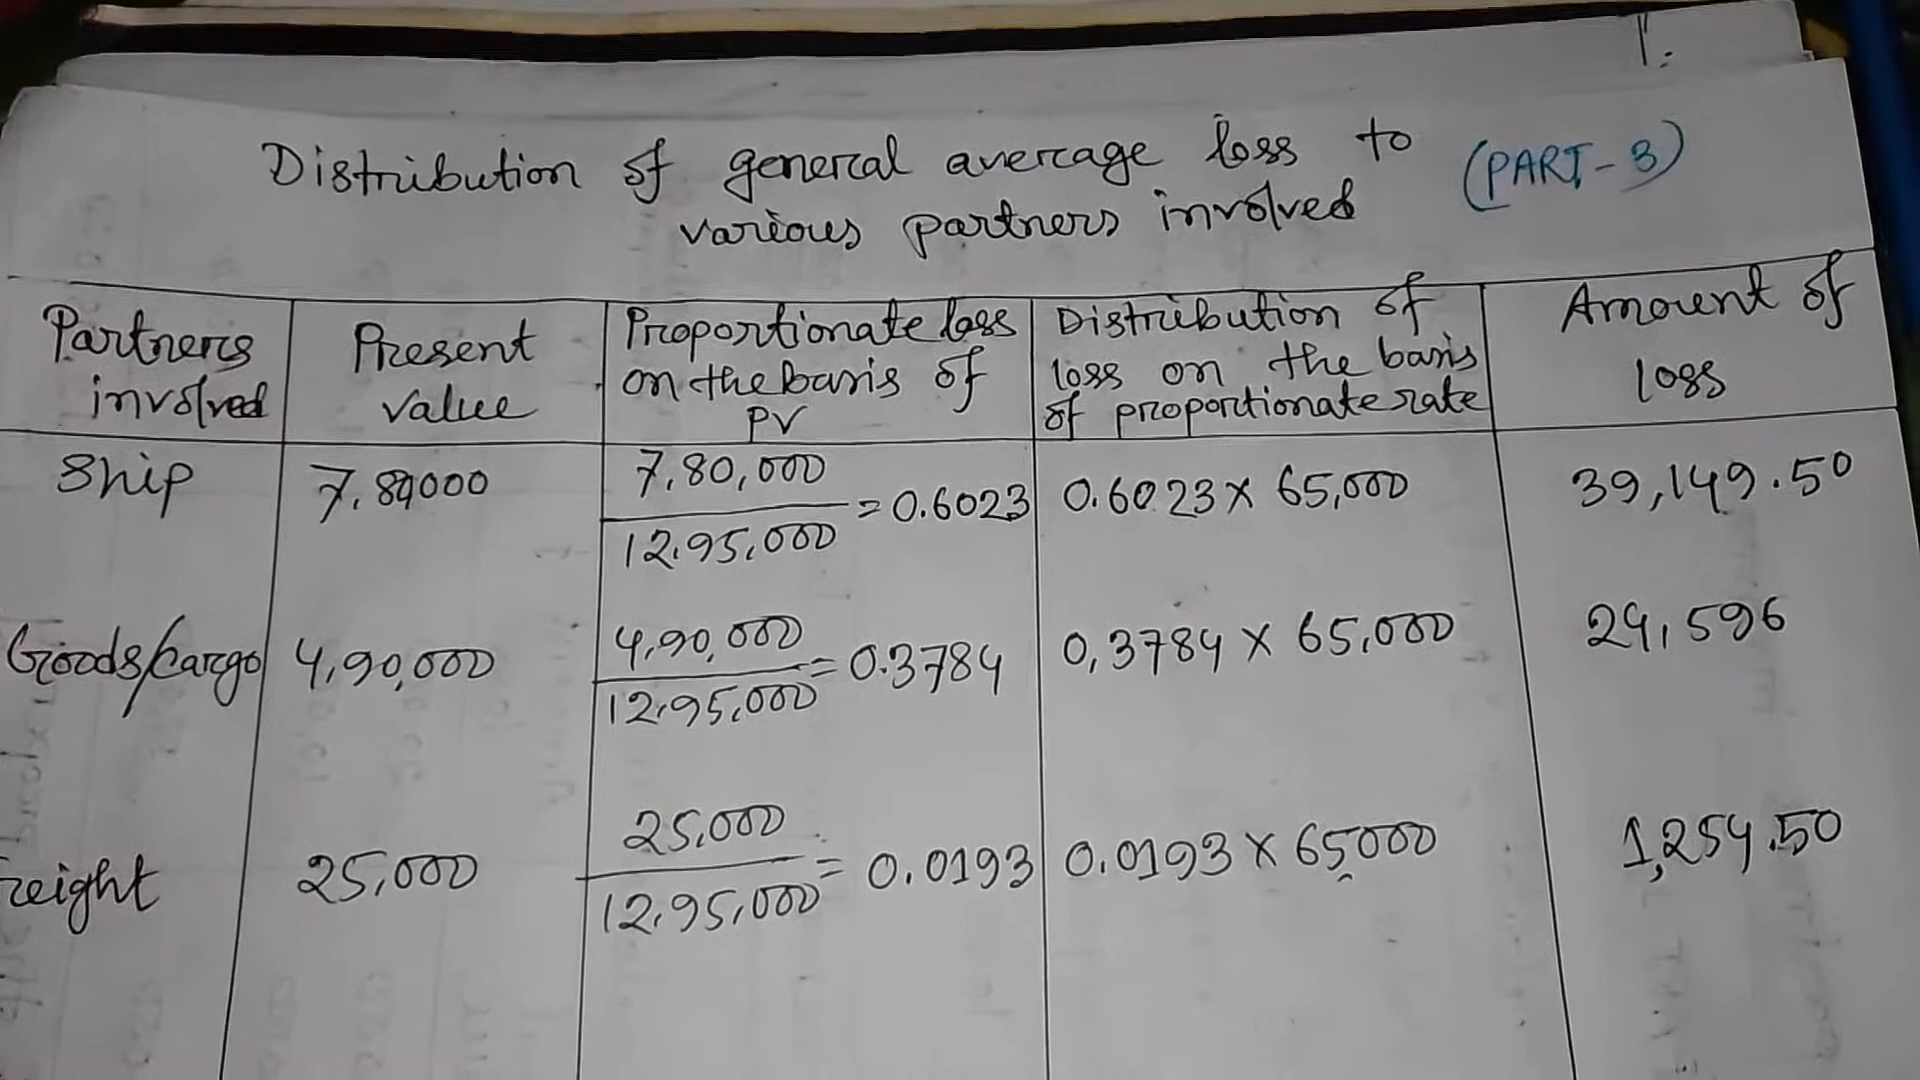 Distribution of general average loss to (PART-3)
various partners involved
Partners involved | Present value | Proportionate loss on the basis of PV | Distribution of loss on the basis of proportionate rate | Amount of loss
Ship | 7,80,000 | 7,80,000 / 12,95,000 = 0.6023 | 0.6023 × 65,000 | 39,149.50
Goods/cargo | 4,90,000 | 4,90,000 / 12,95,000 = 0.3784 | 0,3784 × 65,000 | 24,596
reight | 25,000 | 25,000 / 12,95,000 = 0.0193 | 0.0193 × 65000 | 1,254.50